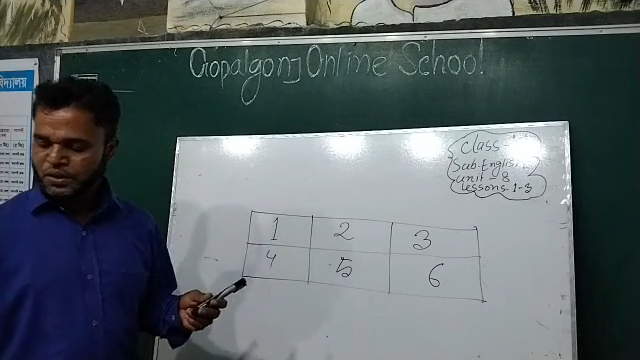 Gopalgonj Online School!
Class-
Sub-English
unit-8
Lessons-1-3
1 2 3
4 5 6